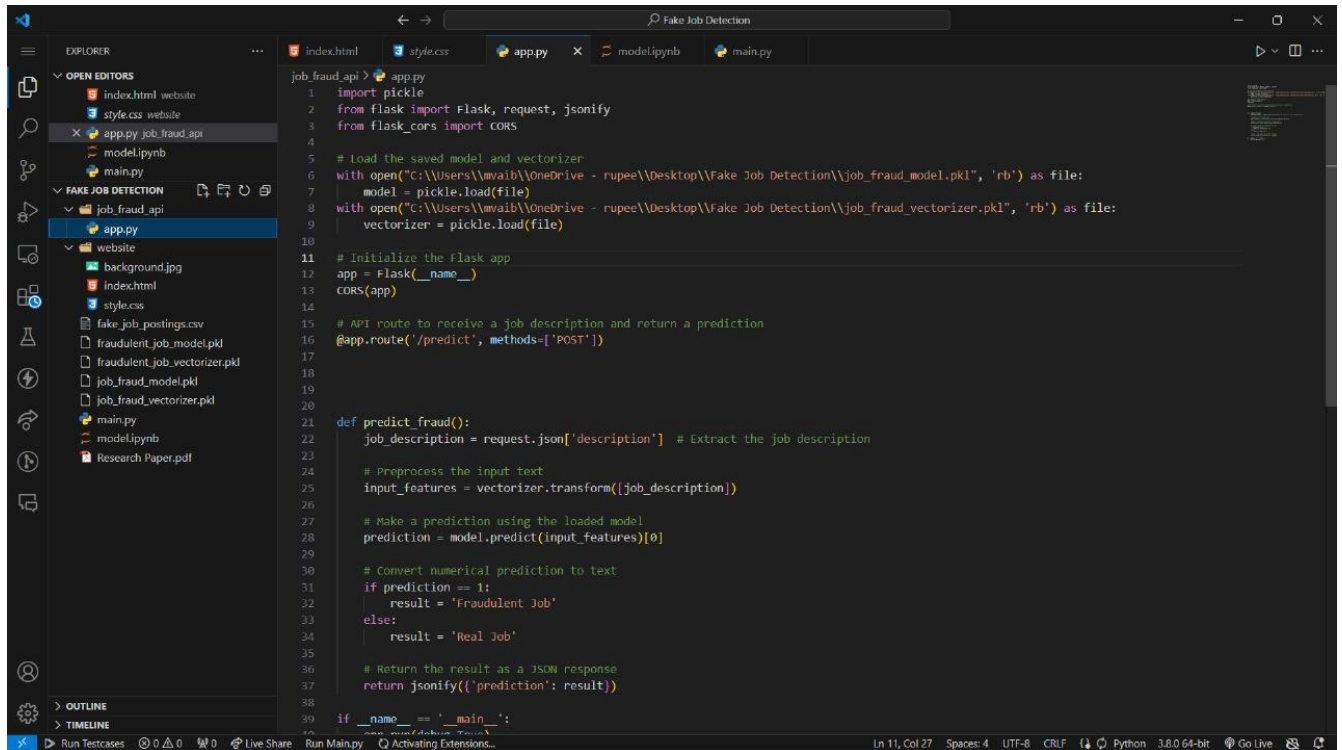 Fake Job Detection
EXPLORER
OPEN EDITORS
index.html website
style.css website
app.py job_fraud_api
model.ipynb
main.py
FAKE JOB DETECTION
job_fraud_api
app.py
website
background.jpg
index.html
style.css
fake_job_postings.csv
fraudulent_job_model.pkl
fraudulent_job_vectorizer.pkl
job_fraud_model.pkl
job_fraud_vectorizer.pkl
main.py
model.ipynb
Research Paper.pdf
OUTLINE
TIMELINE
index.html style.css app.py model.ipynb main.py
job_fraud_api > app.py
1 import pickle
2 from flask import Flask, request, jsonify
3 from flask_cors import CORS
4
5 # Load the saved model and vectorizer
6 with open("C:\\Users\\mvaib\\OneDrive - rupee\\Desktop\\Fake Job Detection\\job_fraud_model.pkl", 'rb') as file:
7 model = pickle.load(file)
8 with open("C:\\Users\\mvaib\\OneDrive - rupee\\Desktop\\Fake Job Detection\\job_fraud_vectorizer.pkl", 'rb') as file:
9 vectorizer = pickle.load(file)
10
11 # Initialize the Flask app
12 app = Flask(__name__)
13 CORS(app)
14
15 # API route to receive a job description and return a prediction
16 @app.route('/predict', methods=['POST'])
17
18
19
20
21 def predict_fraud():
22 job_description = request.json['description'] # Extract the job description
23
24 # Preprocess the input text
25 input_features = vectorizer.transform([job_description])
26
27 # Make a prediction using the loaded model
28 prediction = model.predict(input_features)[0]
29
30 # Convert numerical prediction to text
31 if prediction == 1:
32 result = 'Fraudulent Job'
33 else:
34 result = 'Real Job'
35
36 # Return the result as a JSON response
37 return jsonify({'prediction': result})
38
39 if __name__ == '__main__':
40 app.run(debug=True)
Run Testcases 0 0 0 Live Share Run Main.py Activating Extensions... Ln 11, Col 27 Spaces: 4 UTF-8 CRLF Python 3.8.0 64-bit Go Live